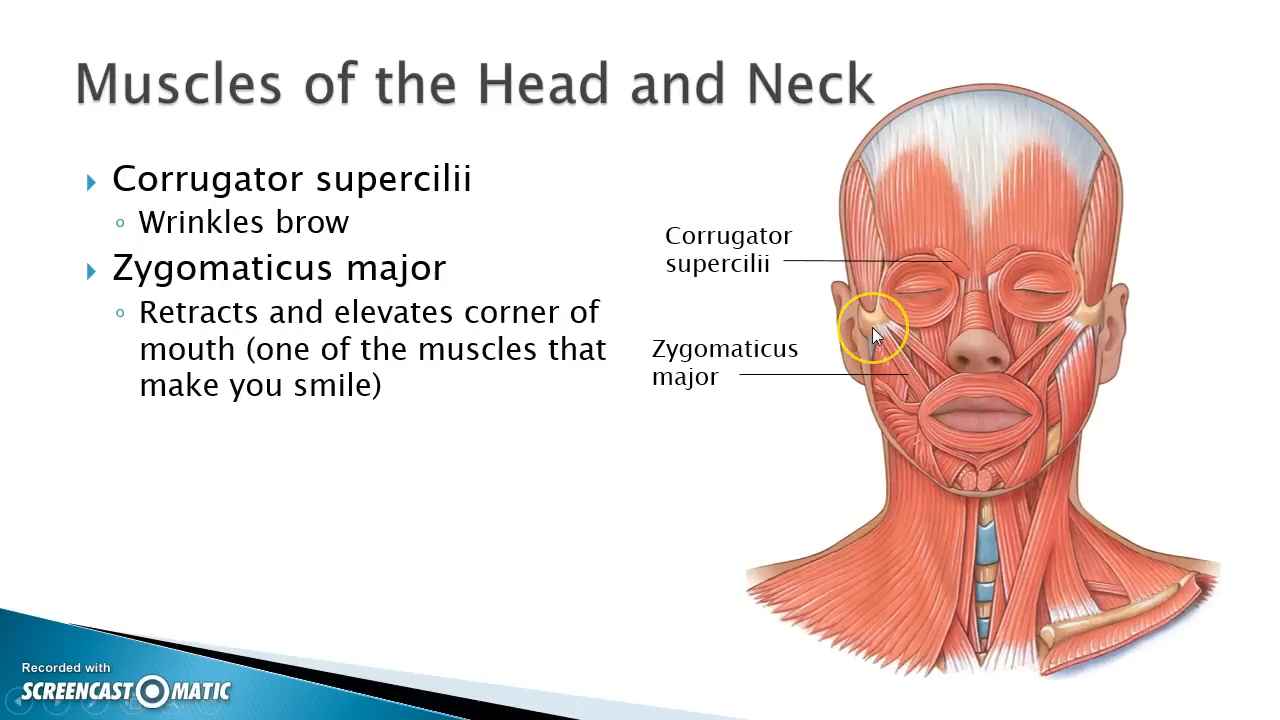 Muscles of the Head and Neck
Corrugator supercilii
Wrinkles brow
Zygomaticus major
Retracts and elevates corner of
mouth (one of the muscles that
make you smile)
Corrugator
supercilii
Zygomaticus
major
Recorded with
SCREENCAST MATIC